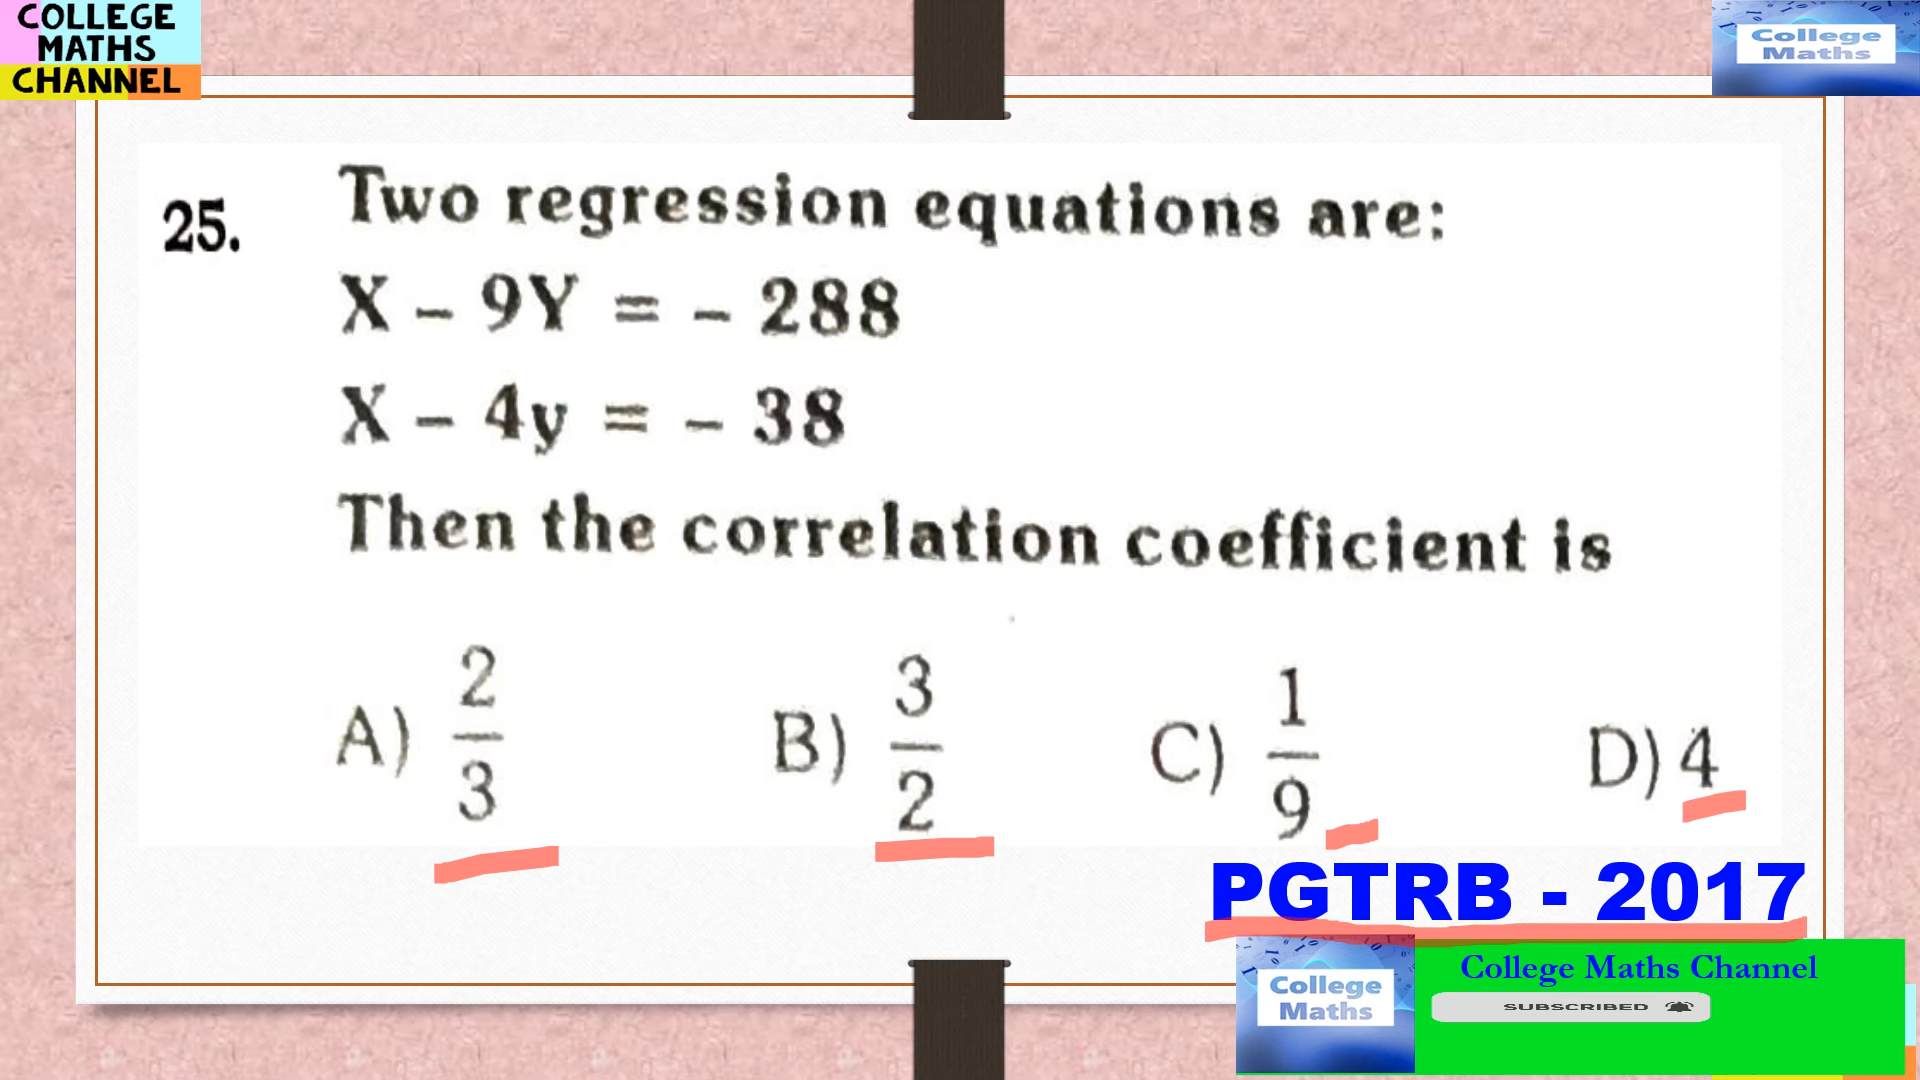 COLLEGE
MATHS
CHANNEL
College
Maths
25. Two regression equations are:
X – 9Y = – 288
X – 4y = – 38
Then the correlation coefficient is
A) 2/3 B) 3/2 C) 1/9 D) 4
PGTRB - 2017
College
Maths
College Maths Channel
SUBSCRIBED